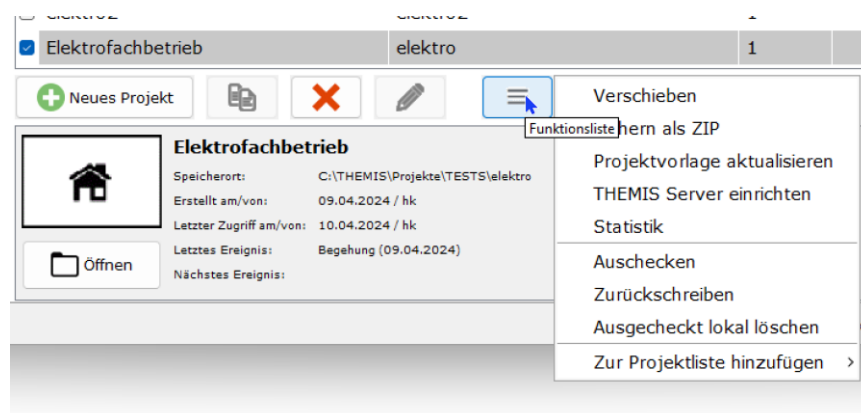 Elektrofachbetrieb elektro 1
Neues Projekt
Funktionsliste
Elektrofachbetrieb
Speicherort: C:\THEMIS\Projekte\TESTS\elektro
Erstellt am/von: 09.04.2024 / hk
Letzter Zugriff am/von: 10.04.2024 / hk
Letztes Ereignis: Begehung (09.04.2024)
Nächstes Ereignis:
Öffnen
Verschieben
hern als ZIP
Projektvorlage aktualisieren
THEMIS Server einrichten
Statistik
Auschecken
Zurückschreiben
Ausgecheckt lokal löschen
Zur Projektliste hinzufügen